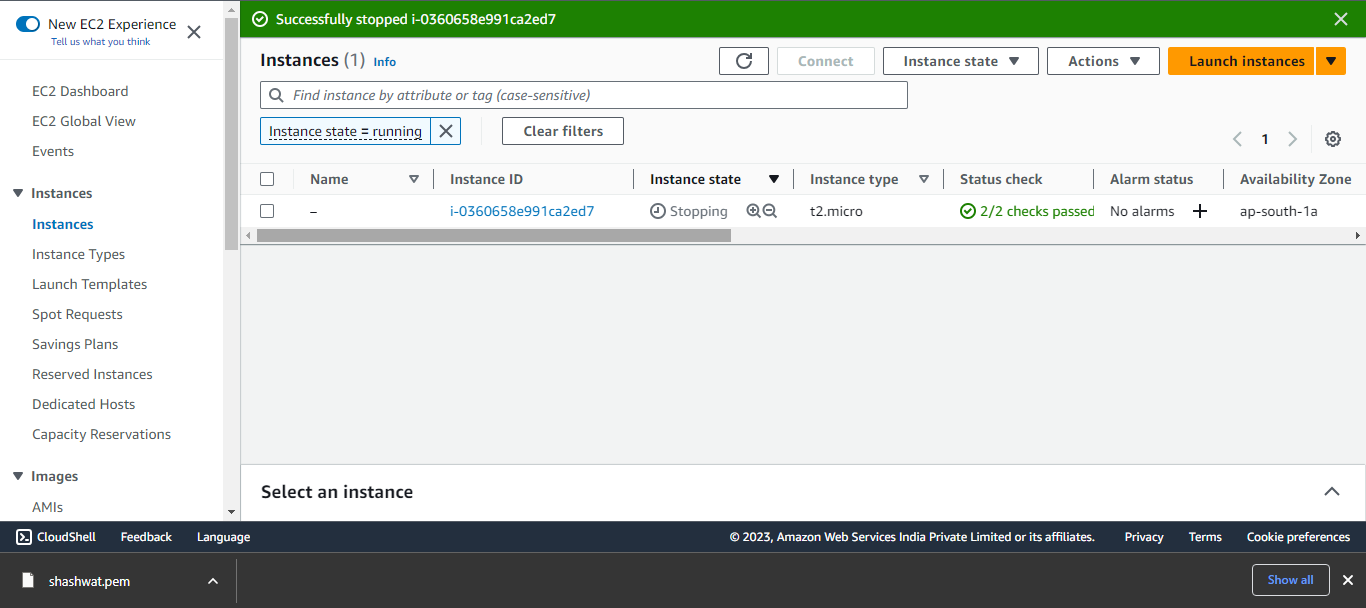 New EC2 Experience
Tell us what you think
EC2 Dashboard
EC2 Global View
Events
Instances
Instances
Instance Types
Launch Templates
Spot Requests
Savings Plans
Reserved Instances
Dedicated Hosts
Capacity Reservations
Images
AMIs
Successfully stopped i-0360658e991ca2ed7
Instances (1) Info
Connect Instance state Actions Launch instances
Find instance by attribute or tag (case-sensitive)
Instance state = running Clear filters
1
Name Instance ID Instance state Instance type Status check Alarm status Availability Zone
– i-0360658e991ca2ed7 Stopping t2.micro 2/2 checks passed No alarms + ap-south-1a
Select an instance
CloudShell Feedback Language © 2023, Amazon Web Services India Private Limited or its affiliates. Privacy Terms Cookie preferences
shashwat.pem Show all